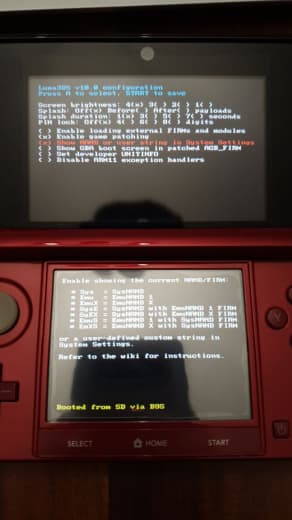 Luma3DS v10.0 configuration
Press A to select, START to save
Screen brightness: 4(x) 3( ) 2( ) 1( )
Splash: Off(x) Before( ) After( ) payloads
Splash duration: 1(x) 3( ) 5( ) 7( ) seconds
PIN lock: Off(x) 4( ) 6( ) 8( ) digits
( ) Enable loading external FIRMs and modules
(x) Enable game patching
(x) Show NAND or user string in System Settings
( ) Show GBA boot screen in patched AGB_FIRM
( ) Set developer UNITINFO
( ) Disable ARM11 exception handlers
Enable showing the current NAND/FIRM:
* Sys = SysNAND
* Emu = EmuNAND 1
* EmuX = EmuNAND X
* SysE = SysNAND with EmuNAND 1 FIRM
* SyEX = SysNAND with EmuNAND X FIRM
* EmuS = EmuNAND 1 with SysNAND FIRM
* EmXS = EmuNAND X with SysNAND FIRM
or a user-defined custom string in
System Settings.
Refer to the wiki for instructions.
Booted from SD via B9S
SELECT
HOME
START